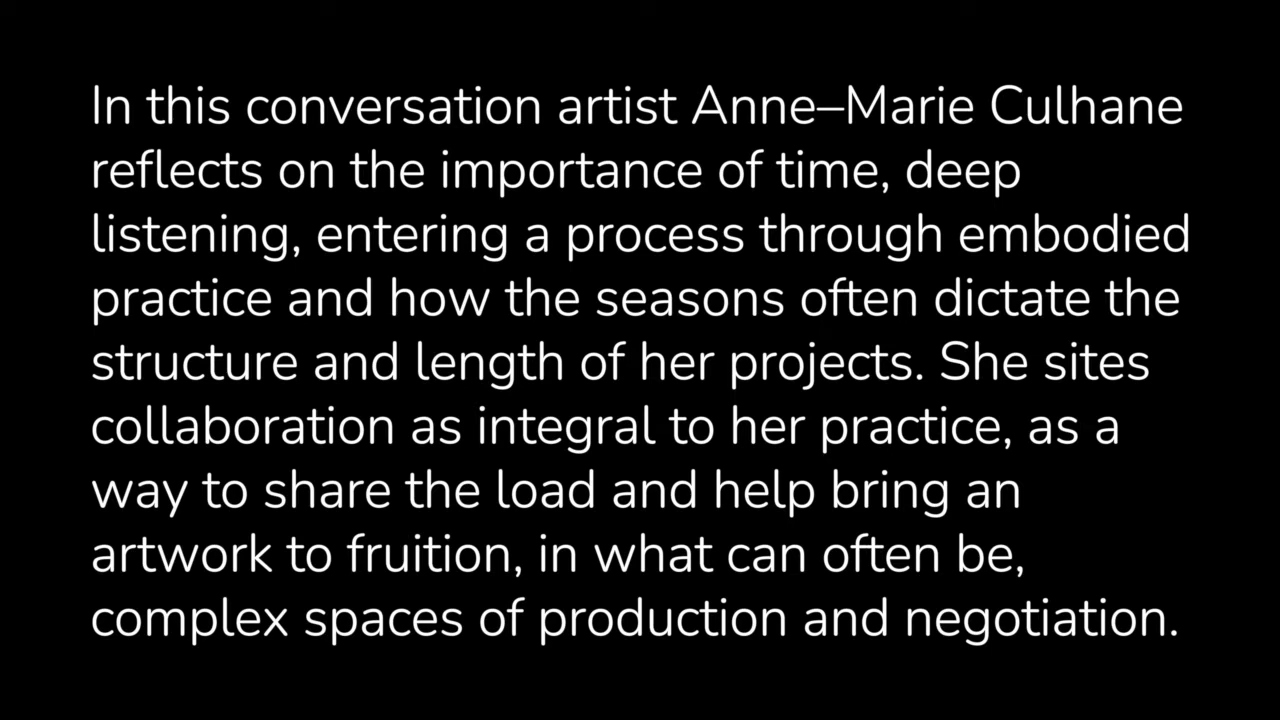 In this conversation artist Anne–Marie Culhane
reflects on the importance of time, deep
listening, entering a process through embodied
practice and how the seasons often dictate the
structure and length of her projects. She sites
collaboration as integral to her practice, as a
way to share the load and help bring an
artwork to fruition, in what can often be,
complex spaces of production and negotiation.